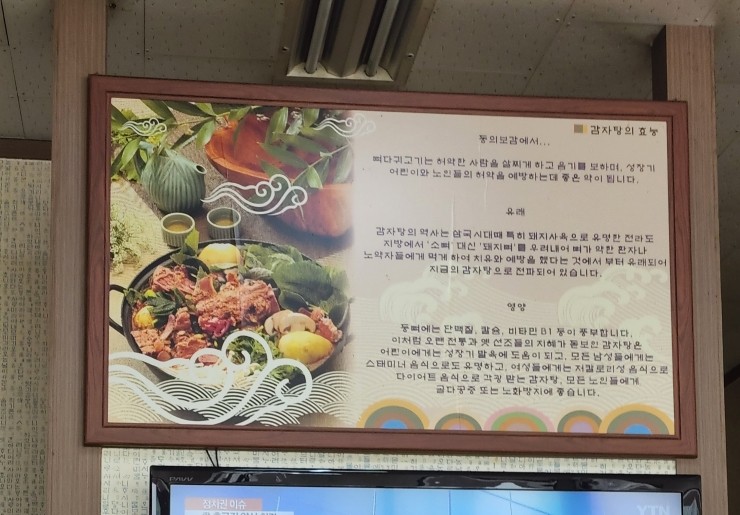 감자탕의 효능
동의보감에서...
뼈다귀고기는 허약한 사람을 살찌게 하고 음기를 보하며, 성장기
어린이와 노인들의 허약을 예방하는데 좋은 약이 됩니다.
유래
감자탕의 역사는 삼국시대때 특히 돼지사육으로 유명한 전라도
지방에서 '소뼈' 대신 '돼지뼈'를 우려내어 뼈가 약한 환자나
노약자들에게 먹게 하여 치유와 예방을 했다는 것에서 부터 유래되어
지금의 감자탕으로 전파되어 있습니다.
영양
등뼈에는 단백질, 칼슘, 비타민 B1 등이 풍부합니다.
이처럼 오랜 전통과 옛 선조들의 지혜가 돋보인 감자탕은
어린이에게는 성장기 발육에 도움이 되고, 모든 남성들에게는
스태미너 음식으로도 유명하고, 여성들에게는 저칼로리성 음식으로
다이어트 음식으로 각광 받는 감자탕, 모든 노인들에게
골다공증 또는 노화방지에 좋습니다.
정치권 이슈
YTN